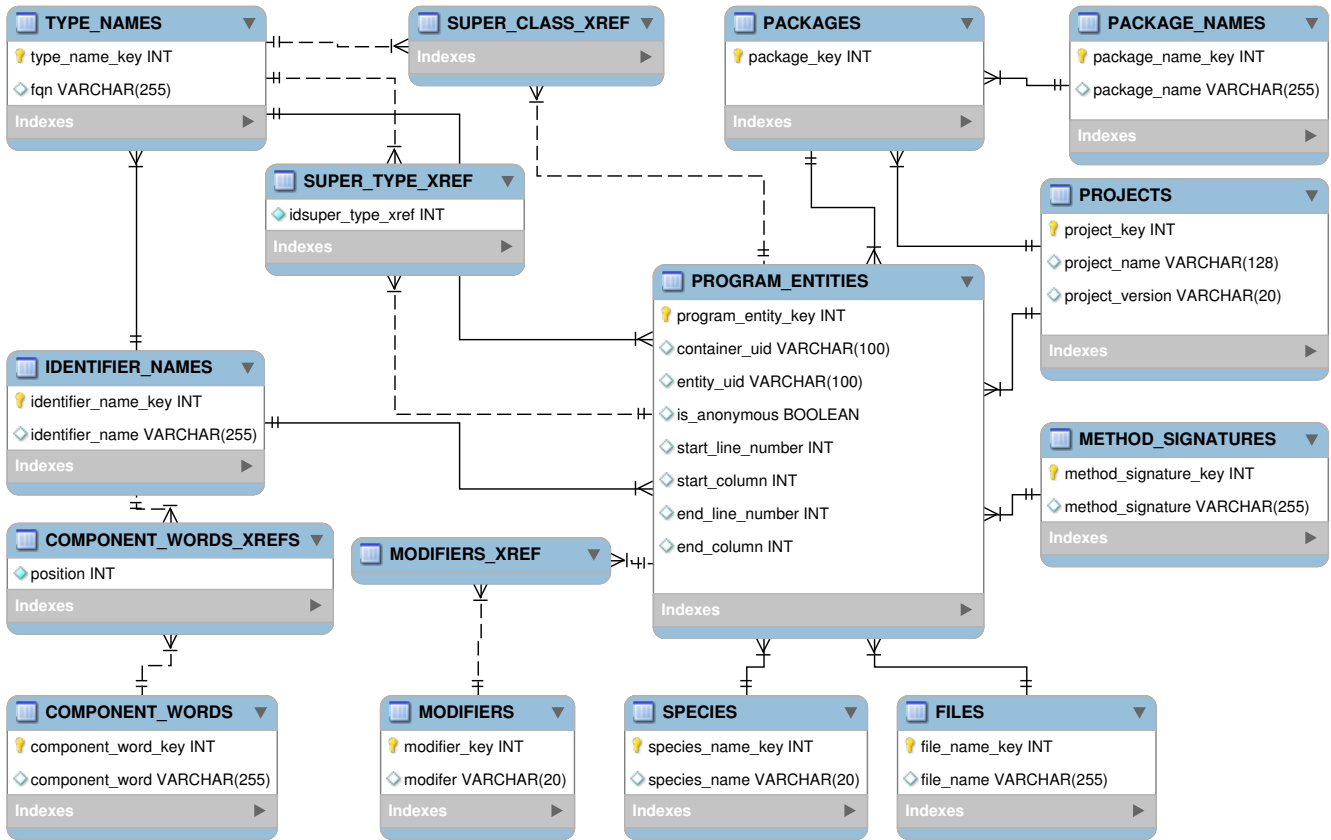 TYPE_NAMES
type_name_key INT
fqn VARCHAR(255)
Indexes
SUPER_CLASS_XREF
Indexes
PACKAGES
package_key INT
Indexes
PACKAGE_NAMES
package_name_key INT
package_name VARCHAR(255)
Indexes
SUPER_TYPE_XREF
idsuper_type_xref INT
Indexes
PROJECTS
project_key INT
project_name VARCHAR(128)
project_version VARCHAR(20)
Indexes
PROGRAM_ENTITIES
program_entity_key INT
container_uid VARCHAR(100)
entity_uid VARCHAR(100)
is_anonymous BOOLEAN
start_line_number INT
start_column INT
end_line_number INT
end_column INT
Indexes
IDENTIFIER_NAMES
identifier_name_key INT
identifier_name VARCHAR(255)
Indexes
METHOD_SIGNATURES
method_signature_key INT
method_signature VARCHAR(255)
Indexes
COMPONENT_WORDS_XREFS
position INT
Indexes
MODIFIERS_XREF
COMPONENT_WORDS
component_word_key INT
component_word VARCHAR(255)
Indexes
MODIFIERS
modifier_key INT
modifer VARCHAR(20)
Indexes
SPECIES
species_name_key INT
species_name VARCHAR(20)
Indexes
FILES
file_name_key INT
file_name VARCHAR(255)
Indexes